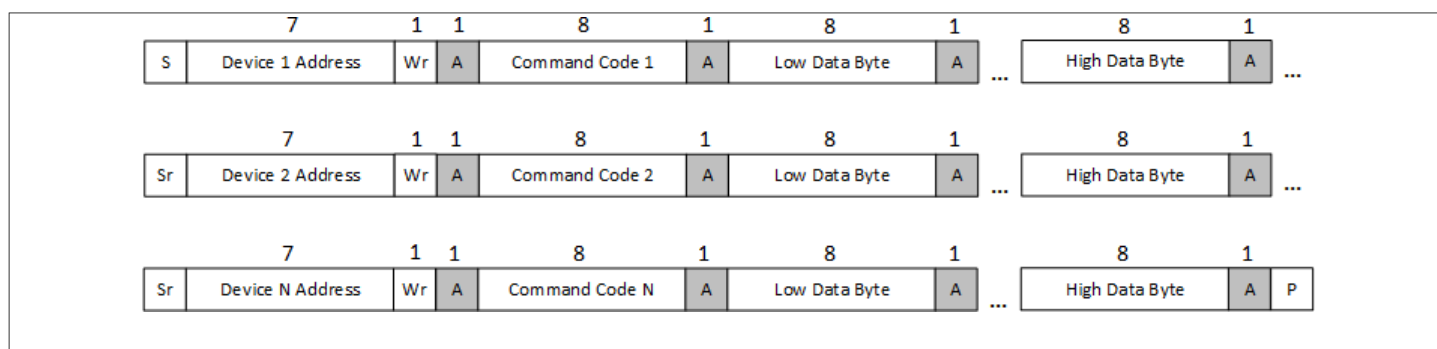 7 1 1 8 1 8 1 8 1
S Device 1 Address Wr A Command Code 1 A Low Data Byte A ... High Data Byte A ...
7 1 1 8 1 8 1 8 1
Sr Device 2 Address Wr A Command Code 2 A Low Data Byte A ... High Data Byte A ...
7 1 1 8 1 8 1 8 1
Sr Device N Address Wr A Command Code N A Low Data Byte A ... High Data Byte A P